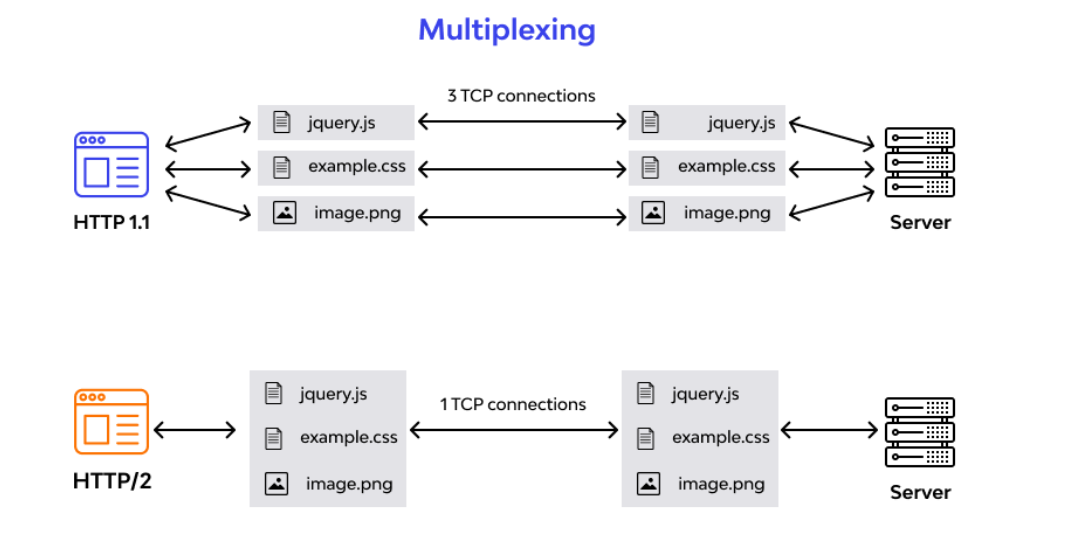 Multiplexing
3 TCP connections
jquery.js
jquery.js
example.css
example.css
image.png
image.png
HTTP 1.1
Server
jquery.js
jquery.js
1 TCP connections
example.css
example.css
image.png
image.png
HTTP/2
Server